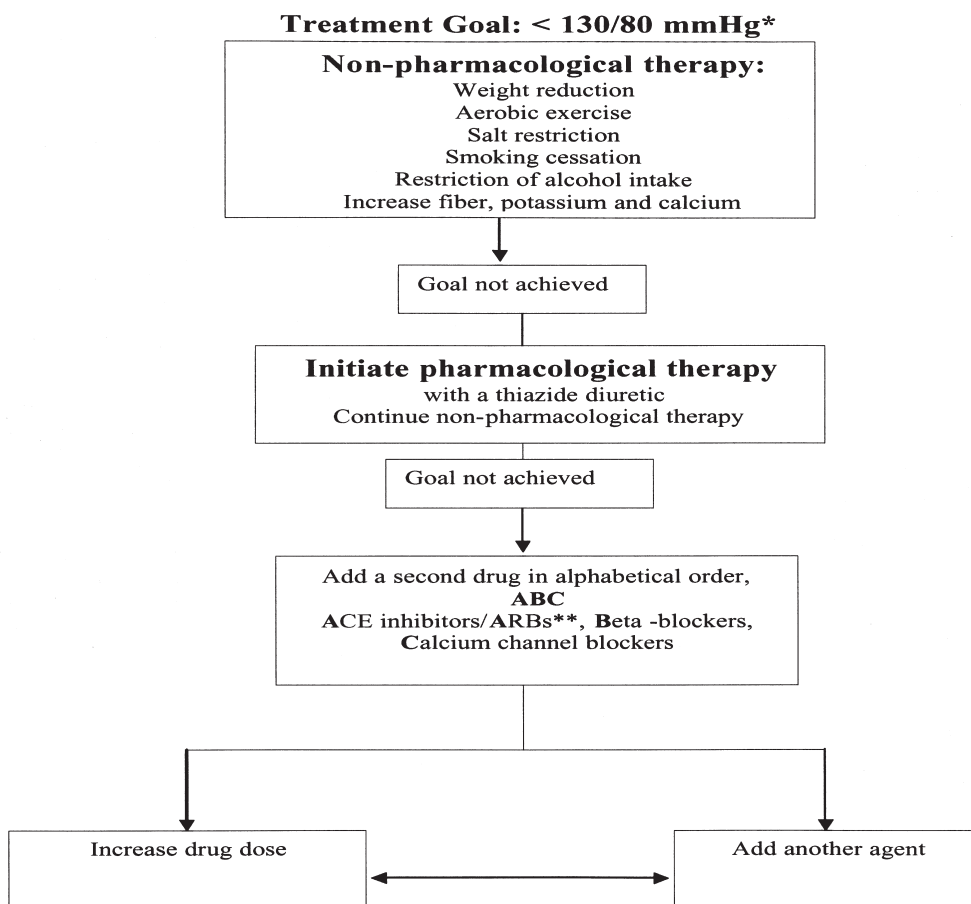 Treatment Goal: < 130/80 mmHg*
Non-pharmacological therapy:
Weight reduction
Aerobic exercise
Salt restriction
Smoking cessation
Restriction of alcohol intake
Increase fiber, potassium and calcium
Goal not achieved
Initiate pharmacological therapy
with a thiazide diuretic
Continue non-pharmacological therapy
Goal not achieved
Add a second drug in alphabetical order,
ABC
ACE inhibitors/ARBs**, Beta -blockers,
Calcium channel blockers
Increase drug dose
Add another agent